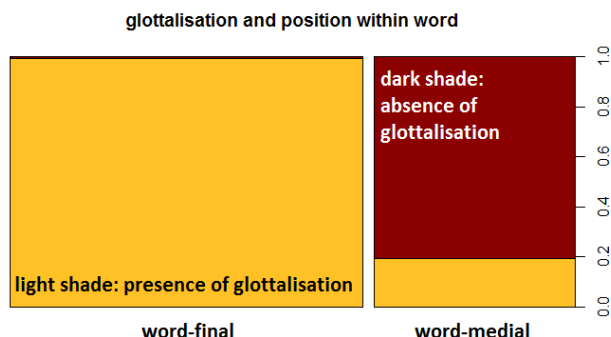 glottalisation and position within word
dark shade:
absence of
glottalisation
light shade: presence of glottalisation
1.0
0.8
0.6
0.4
0.2
0.0
word-final
word-medial